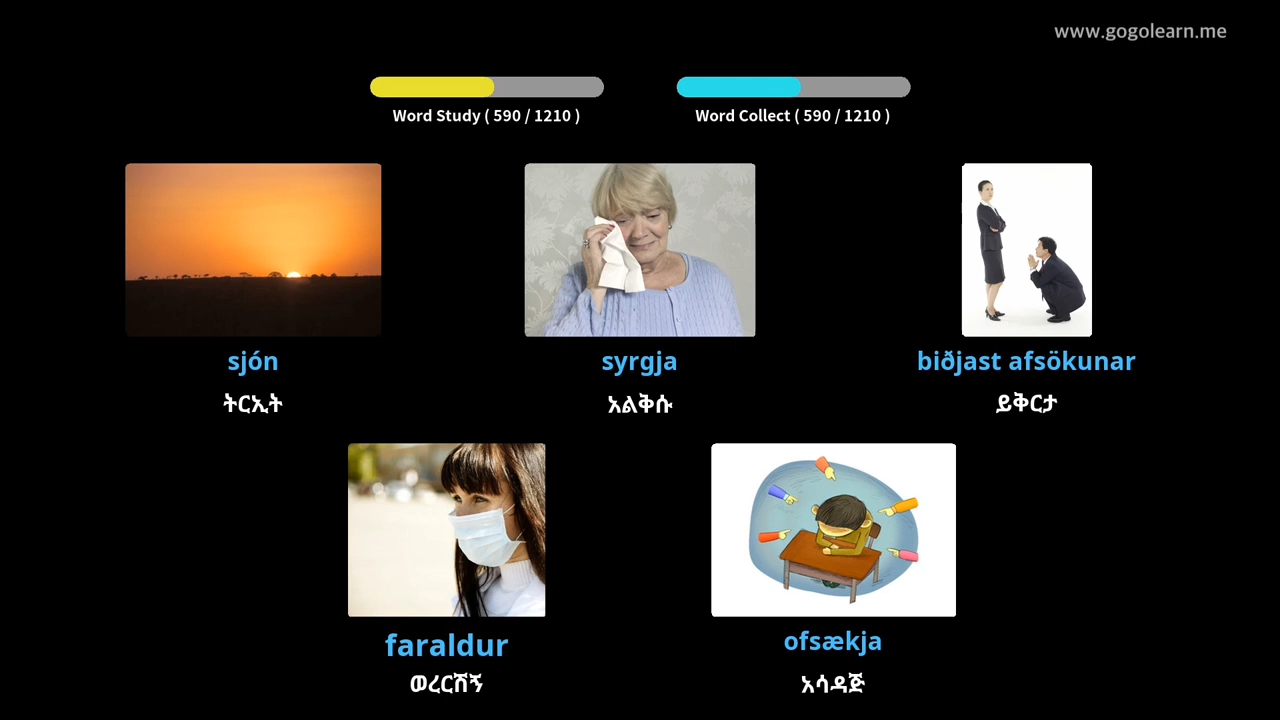 www.gogolearn.me
Word Study ( 590 / 1210 )
Word Collect ( 590 / 1210 )
sjón
ትርኢት
syrgja
አልቅሱ
biðjast afsökunar
ይቅርታ
faraldur
ወረርሽኝ
ofsækja
አሳዳጅ